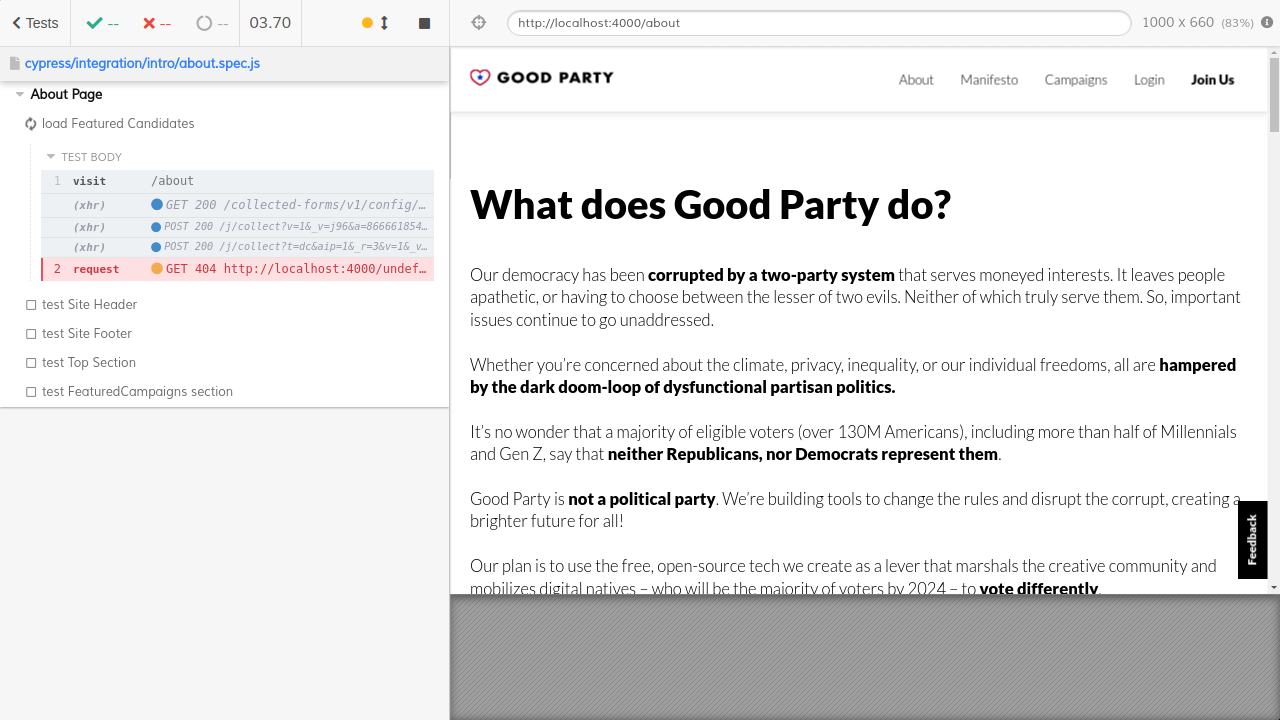 Tests
--
--
--
03.70
http://localhost:4000/about
1000 x 660 (83%)
cypress/integration/intro/about.spec.js
About Page
load Featured Candidates
TEST BODY
1 visit /about
(xhr) GET 200 /collected-forms/v1/config/…
(xhr) POST 200 /j/collect?v=1&_v=j96&a=866661854…
(xhr) POST 200 /j/collect?t=dc&aip=1&_r=3&v=1&_v…
2 request GET 404 http://localhost:4000/undef…
test Site Header
test Site Footer
test Top Section
test FeaturedCampaigns section
GOOD PARTY
About Manifesto Campaigns Login Join Us
What does Good Party do?
Our democracy has been corrupted by a two-party system that serves moneyed interests. It leaves people
apathetic, or having to choose between the lesser of two evils. Neither of which truly serve them. So, important
issues continue to go unaddressed.
Whether you’re concerned about the climate, privacy, inequality, or our individual freedoms, all are hampered
by the dark doom-loop of dysfunctional partisan politics.
It’s no wonder that a majority of eligible voters (over 130M Americans), including more than half of Millennials
and Gen Z, say that neither Republicans, nor Democrats represent them.
Good Party is not a political party. We’re building tools to change the rules and disrupt the corrupt, creating a
brighter future for all!
Our plan is to use the free, open-source tech we create as a lever that marshals the creative community and
mobilizes digital natives – who will be the majority of voters by 2024 – to vote differently.
Feedback